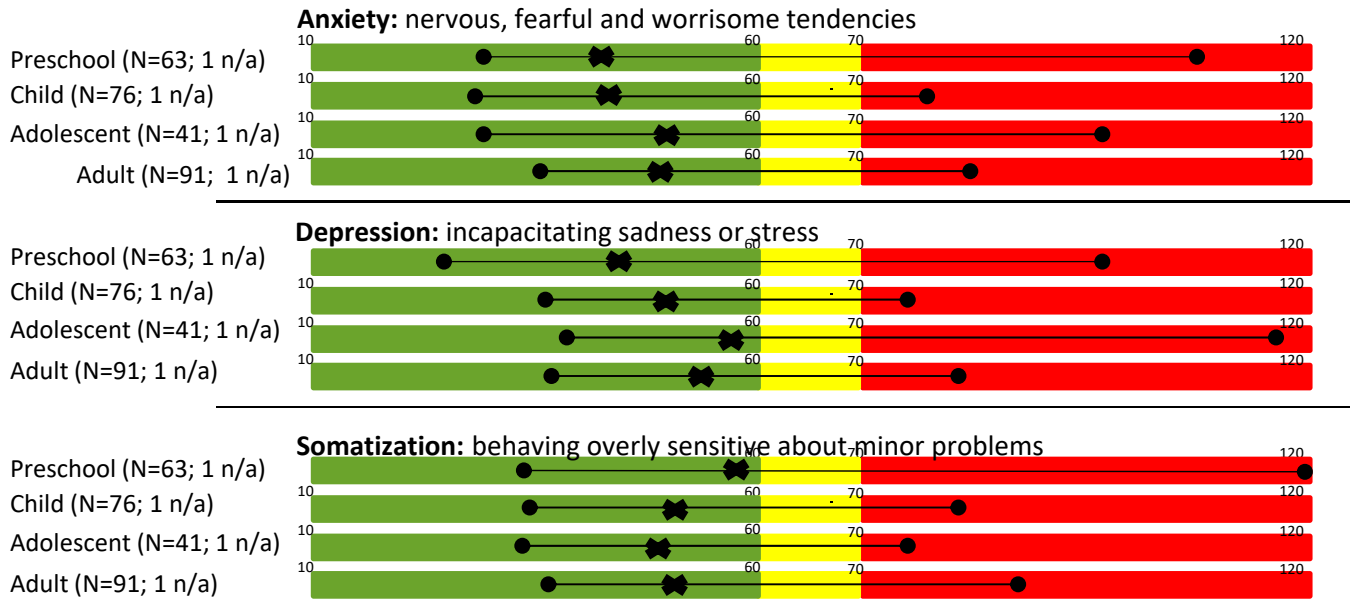 Anxiety: nervous, fearful and worrisome tendencies
10 60 70 120
Preschool (N=63; 1 n/a)
10 60 70 120
Child (N=76; 1 n/a)
10 60 70 120
Adolescent (N=41; 1 n/a)
10 60 70 120
Adult (N=91; 1 n/a)
Depression: incapacitating sadness or stress
60 70 120
Preschool (N=63; 1 n/a)
10 60 70 120
Child (N=76; 1 n/a)
10 60 70 120
Adolescent (N=41; 1 n/a)
10 60 70 120
Adult (N=91; 1 n/a)
Somatization: behaving overly sensitive about minor problems
60 70 120
Preschool (N=63; 1 n/a)
10 60 70 120
Child (N=76; 1 n/a)
10 60 70 120
Adolescent (N=41; 1 n/a)
10 60 70 120
Adult (N=91; 1 n/a)